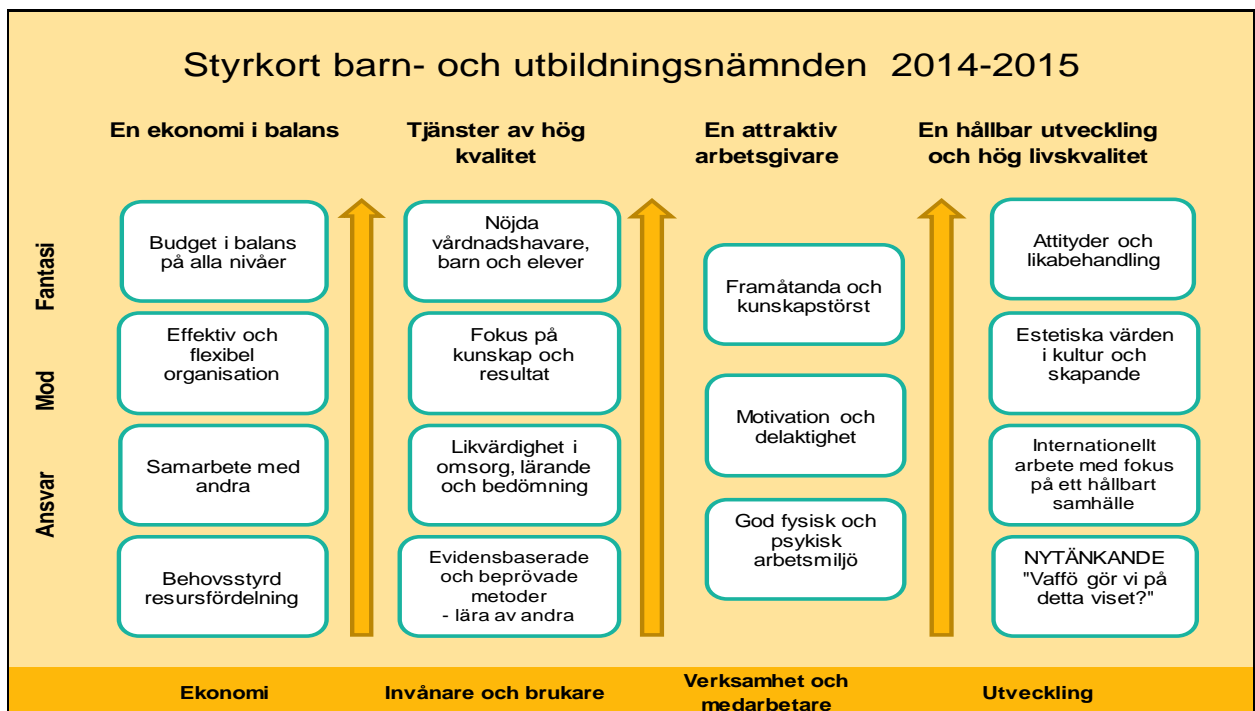 Styrkort barn- och utbildningsnämnden 2014-2015
En ekonomi i balans
Tjänster av hög
kvalitet
En attraktiv
arbetsgivare
En hållbar utveckling
och hög livskvalitet
Fantasi
Mod
Ansvar
Budget i balans
på alla nivåer
Effektiv och
flexibel
organisation
Samarbete med
andra
Behovsstyrd
resursfördelning
Nöjda
vårdnadshavare,
barn och elever
Fokus på
kunskap och
resultat
Likvärdighet i
omsorg, lärande
och bedömning
Evidensbaserade
och beprövade
metoder
- lära av andra
Framåtanda och
kunskapstörst
Motivation och
delaktighet
God fysisk och
psykisk
arbetsmiljö
Attityder och
likabehandling
Estetiska värden
i kultur och
skapande
Internationellt
arbete med fokus
på ett hållbart
samhälle
NYTÄNKANDE
"Vaffö gör vi på
detta viset?"
Ekonomi
Invånare och brukare
Verksamhet och
medarbetare
Utveckling